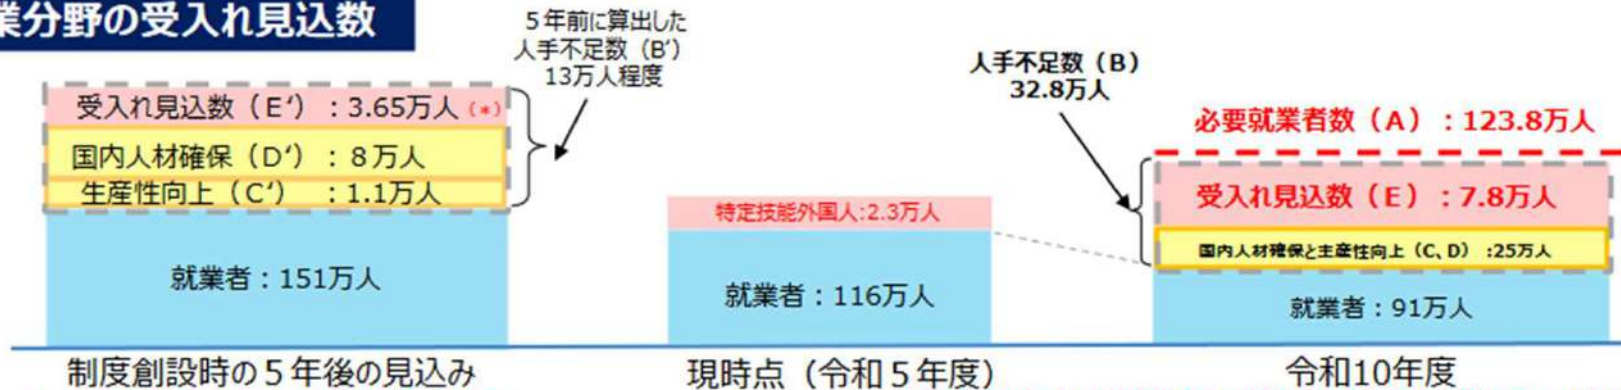 業分野の受入れ見込数
5年前に算出した
人手不足数（B'）
13万人程度
受入れ見込数（E'）：3.65万人（*）
国内人材確保（D'）：8万人
生産性向上（C'）：1.1万人
就業者：151万人
制度創設時の5年後の見込み
特定技能外国人:2.3万人
就業者：116万人
現時点（令和5年度）
人手不足数（B）
32.8万人
必要就業者数（A）：123.8万人
受入れ見込数（E）：7.8万人
国内人材確保と生産性向上（C、D）:25万人
就業者：91万人
令和10年度